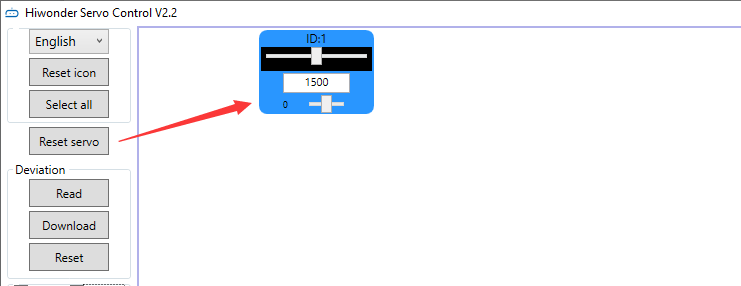 Hiwonder Servo Control V2.2
English
Reset icon
Select all
Reset servo
Deviation
Read
Download
Reset
ID:1
1500
0